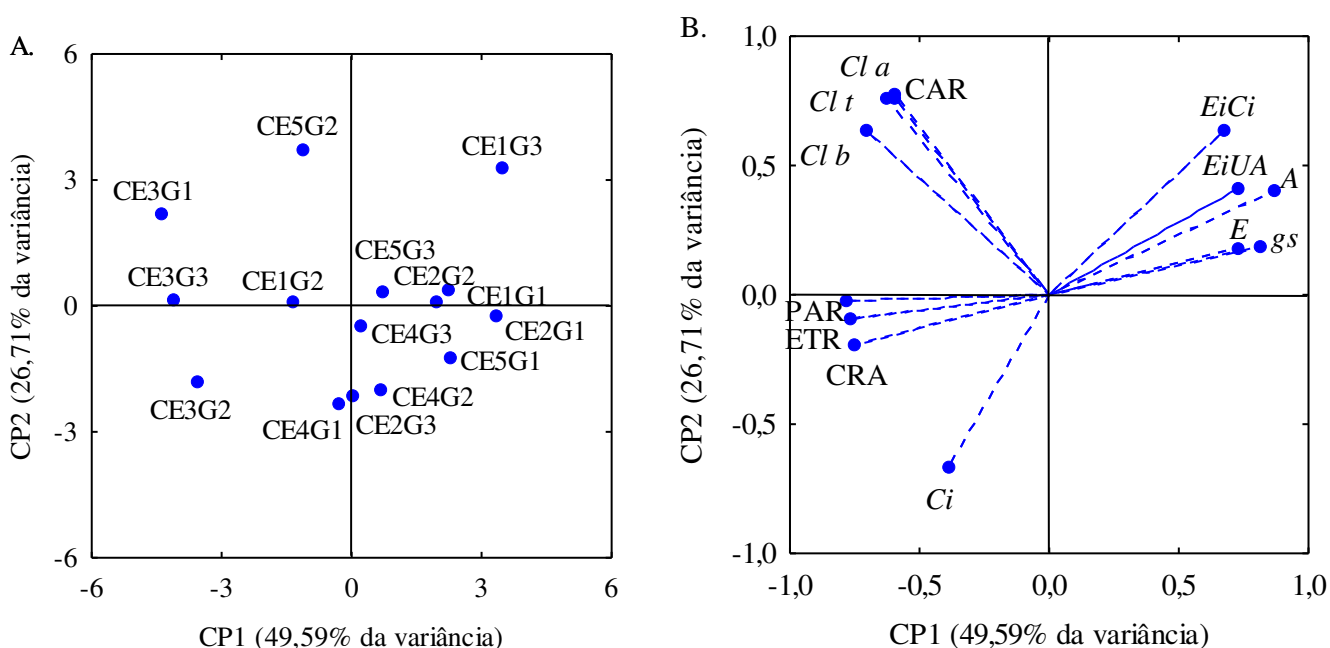 A.
6
3
0
-3
-6
CP2 (26,71% da variância)
CE5G2
CE1G3
CE3G1
CE5G3
CE2G2
CE3G3
CE1G2
CE1G1
CE2G1
CE4G3
CE5G1
CE3G2
CE4G2
CE4G1
CE2G3
-6
-3
0
3
6
CP1 (49,59% da variância)
B.
1,0
0,5
0,0
-0,5
-1,0
CP2 (26,71% da variância)
Cl a
CAR
Cl t
Cl b
EiCi
EiUA
A
E
gs
PAR
ETR
CRA
Ci
-1,0
-0,5
0,0
0,5
1,0
CP1 (49,59% da variância)